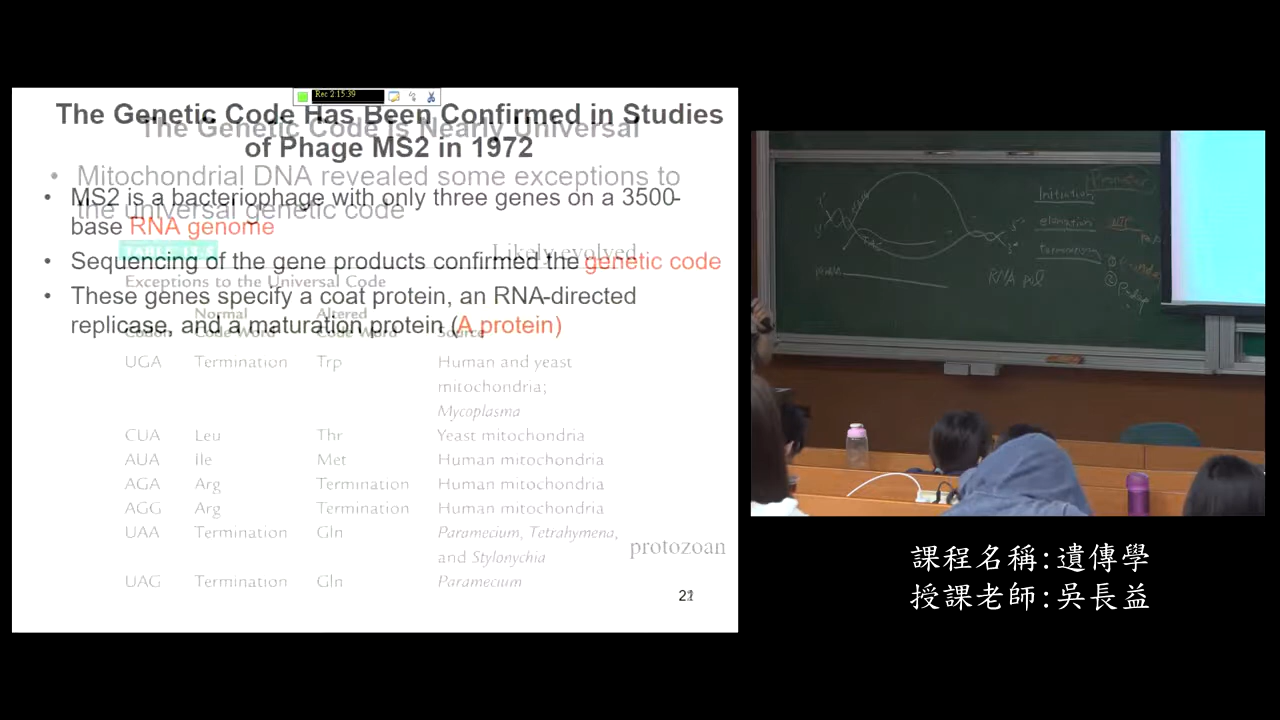 Rec 2:15:39
The Genetic Code Has Been Confirmed in Studies
of Phage MS2 in 1972
• MS2 is a bacteriophage with only three genes on a 3500-
base RNA genome
• Sequencing of the gene products confirmed the genetic code
• These genes specify a coat protein, an RNA-directed
replicase, and a maturation protein (A protein)
The Genetic Code Is Nearly Universal
• Mitochondrial DNA revealed some exceptions to
the universal genetic code
Likely evolved
Exceptions to the Universal Code
Normal Altered
Codon Code Word Code Word Source
UGA Termination Trp Human and yeast
mitochondria;
Mycoplasma
CUA Leu Thr Yeast mitochondria
AUA Ile Met Human mitochondria
AGA Arg Termination Human mitochondria
AGG Arg Termination Human mitochondria
UAA Termination Gln Paramecium, Tetrahymena,
and Stylonychia
protozoan
UAG Termination Gln Paramecium
Promoter
Initiation
elongation
RNA pol
課程名稱:遺傳學
授課老師:吳長益